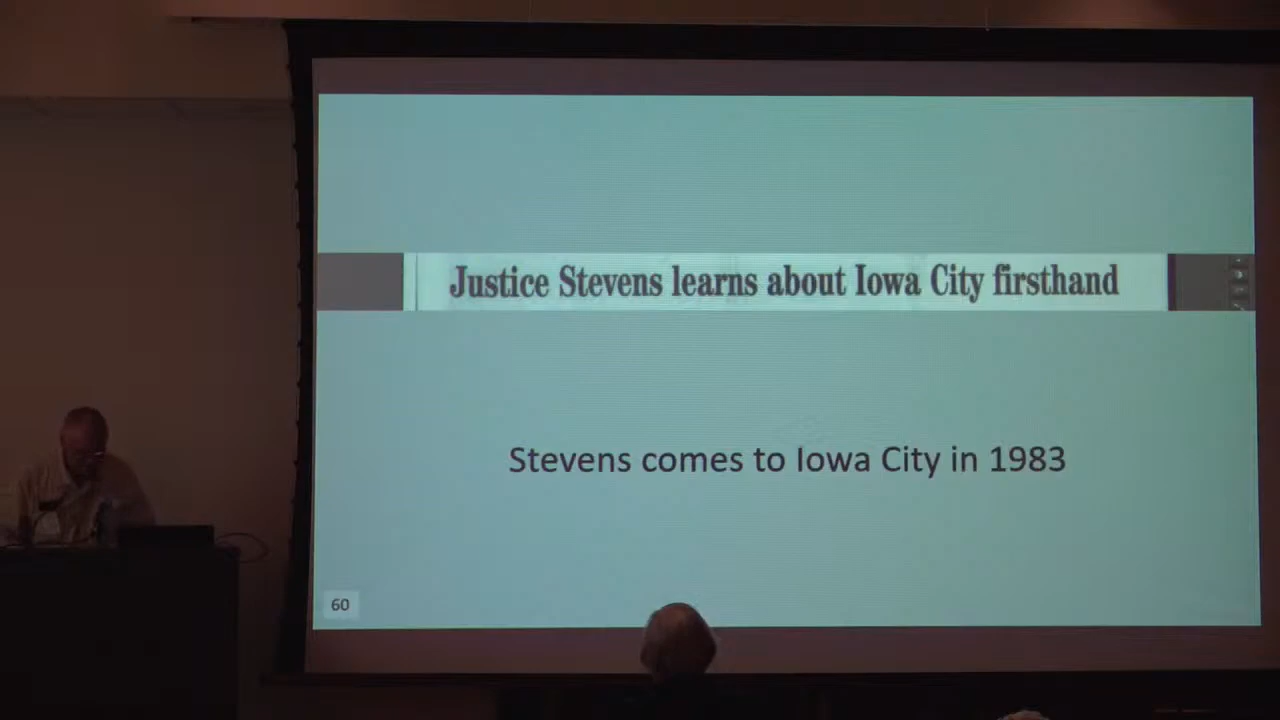 Justice Stevens learns about Iowa City firsthand
Stevens comes to Iowa City in 1983
60